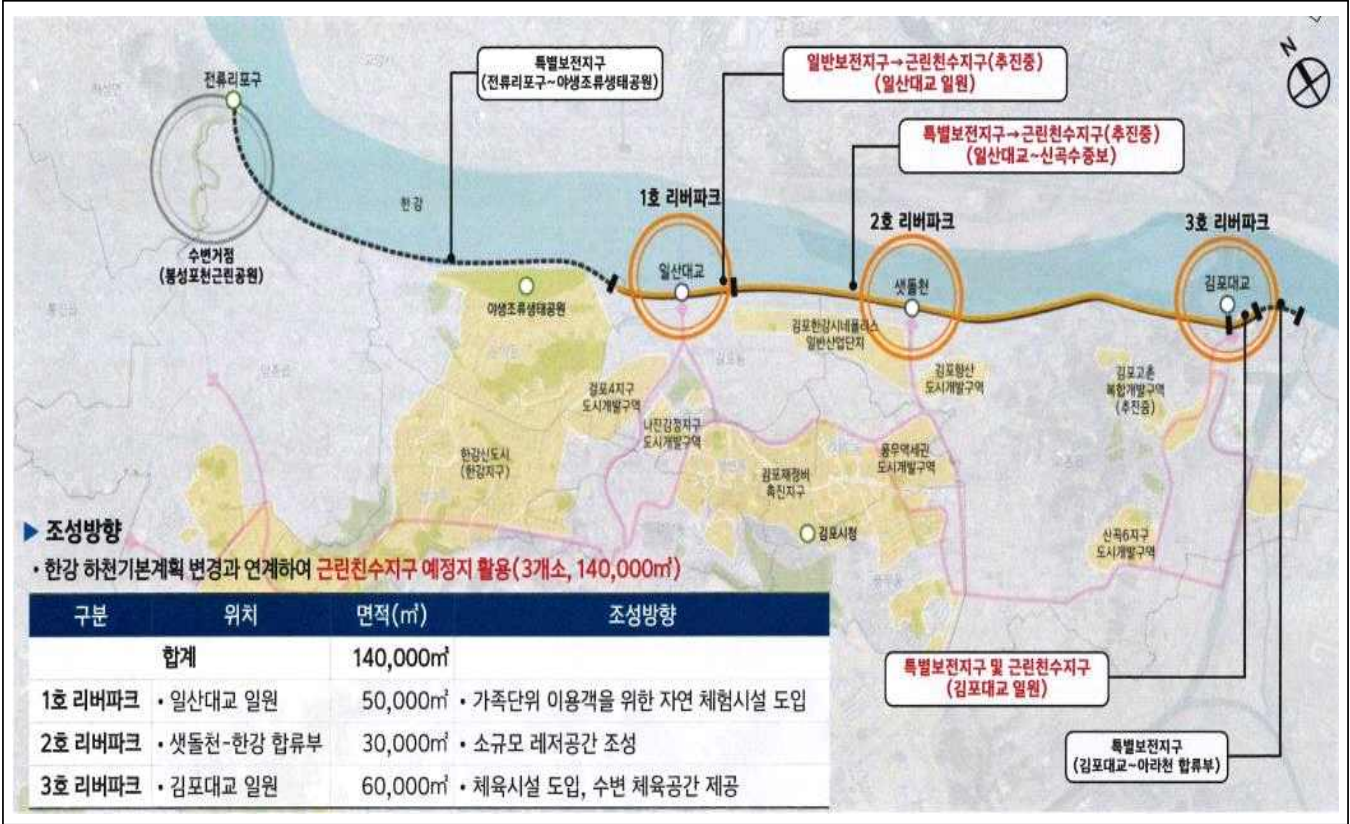 N
전류리포구
특별보전지구
(전류리포구~야생조류생태공원)
일반보전지구→근린친수지구(추진중)
(일산대교 일원)
특별보전지구→근린친수지구(추진중)
(일산대교~신곡수중보)
한강
1호 리버파크
2호 리버파크
3호 리버파크
수변거점
(봉성포천근린공원)
일산대교
샛돌천
김포대교
야생조류생태공원
김포한강시네폴리스
일반산업단지
김포향산
도시개발구역
김포고촌
복합개발구역
(추진중)
걸포4지구
도시개발구역
나진감정지구
도시개발구역
한강신도시
(한강지구)
김포재정비
촉진지구
풍무역세권
도시개발구역
김포시청
신곡6지구
도시개발구역
▶ 조성방향
• 한강 하천기본계획 변경과 연계하여 근린친수지구 예정지 활용(3개소, 140,000㎡)
구분 위치 면적(㎡) 조성방향
합계 140,000㎡
1호 리버파크 • 일산대교 일원 50,000㎡ • 가족단위 이용객을 위한 자연 체험시설 도입
2호 리버파크 • 샛돌천-한강 합류부 30,000㎡ • 소규모 레저공간 조성
3호 리버파크 • 김포대교 일원 60,000㎡ • 체육시설 도입, 수변 체육공간 제공
특별보전지구 및 근린친수지구
(김포대교 일원)
특별보전지구
(김포대교~아라천 합류부)